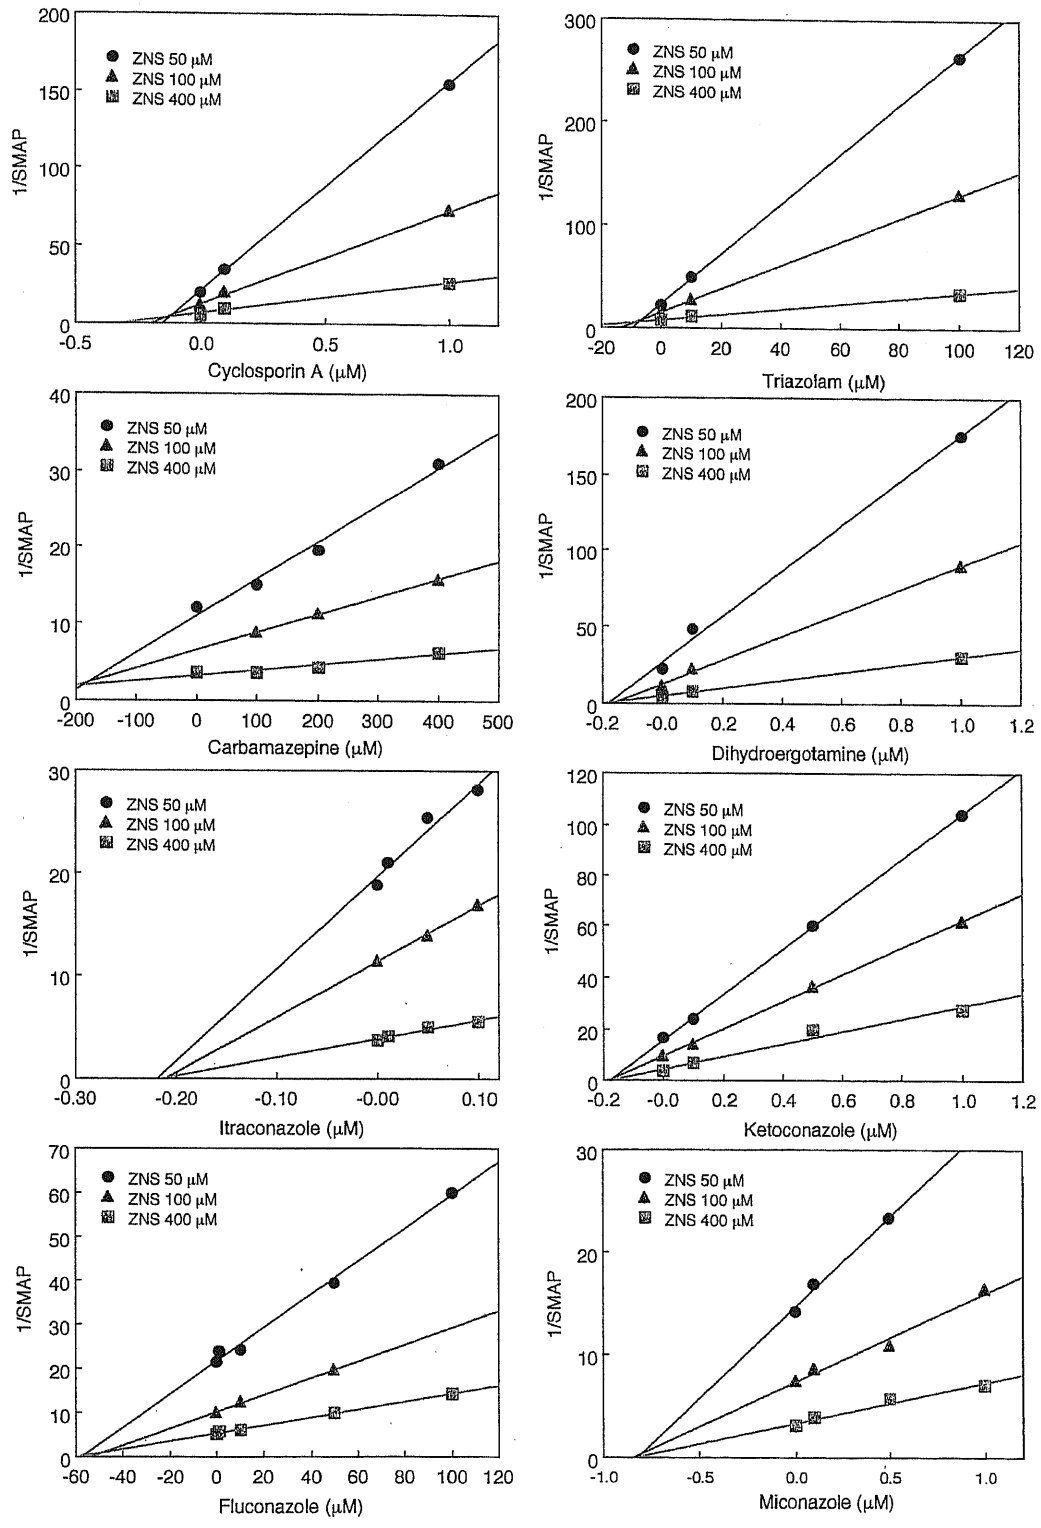 200
150
100
50
0
-0.5
0.0
0.5
1.0
1/SMAP
ZNS 50 μM
ZNS 100 μM
ZNS 400 μM
Cyclosporin A (μM)
300
200
100
0
-20
0
20
40
60
80
100
120
1/SMAP
ZNS 50 μM
ZNS 100 μM
ZNS 400 μM
Triazolam (μM)
40
30
20
10
0
-200
-100
0
100
200
300
400
500
1/SMAP
ZNS 50 μM
ZNS 100 μM
ZNS 400 μM
Carbamazepine (μM)
200
150
100
50
0
-0.2
-0.0
0.2
0.4
0.6
0.8
1.0
1.2
1/SMAP
ZNS 50 μM
ZNS 100 μM
ZNS 400 μM
Dihydroergotamine (μM)
30
20
10
0
-0.30
-0.20
-0.10
-0.00
0.10
1/SMAP
ZNS 50 μM
ZNS 100 μM
ZNS 400 μM
Itraconazole (μM)
120
100
80
60
40
20
0
-0.2
-0.0
0.2
0.4
0.6
0.8
1.0
1.2
1/SMAP
ZNS 50 μM
ZNS 100 μM
ZNS 400 μM
Ketoconazole (μM)
70
60
50
40
30
20
10
0
-60
-40
-20
0
20
40
60
80
100
120
1/SMAP
ZNS 50 μM
ZNS 100 μM
ZNS 400 μM
Fluconazole (μM)
30
20
10
0
-1.0
-0.5
0.0
0.5
1.0
1/SMAP
ZNS 50 μM
ZNS 100 μM
ZNS 400 μM
Miconazole (μM)